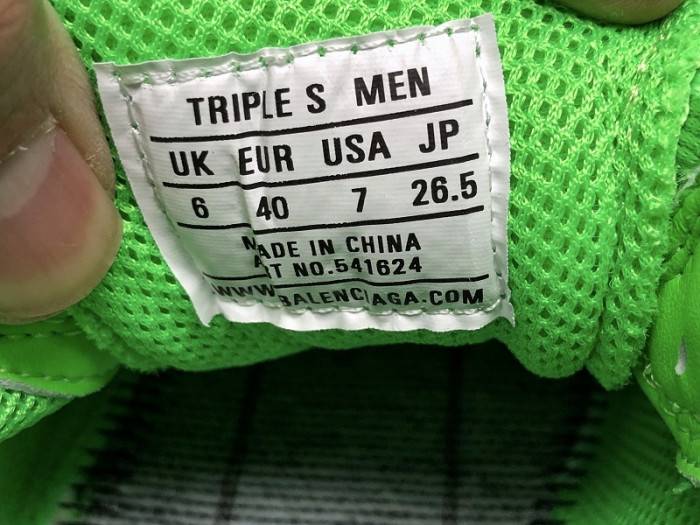 TRIPLE S MEN
UK EUR USA JP
6 40 7 26.5
MADE IN CHINA
ART NO.541624
WWW.BALENCIAGA.COM